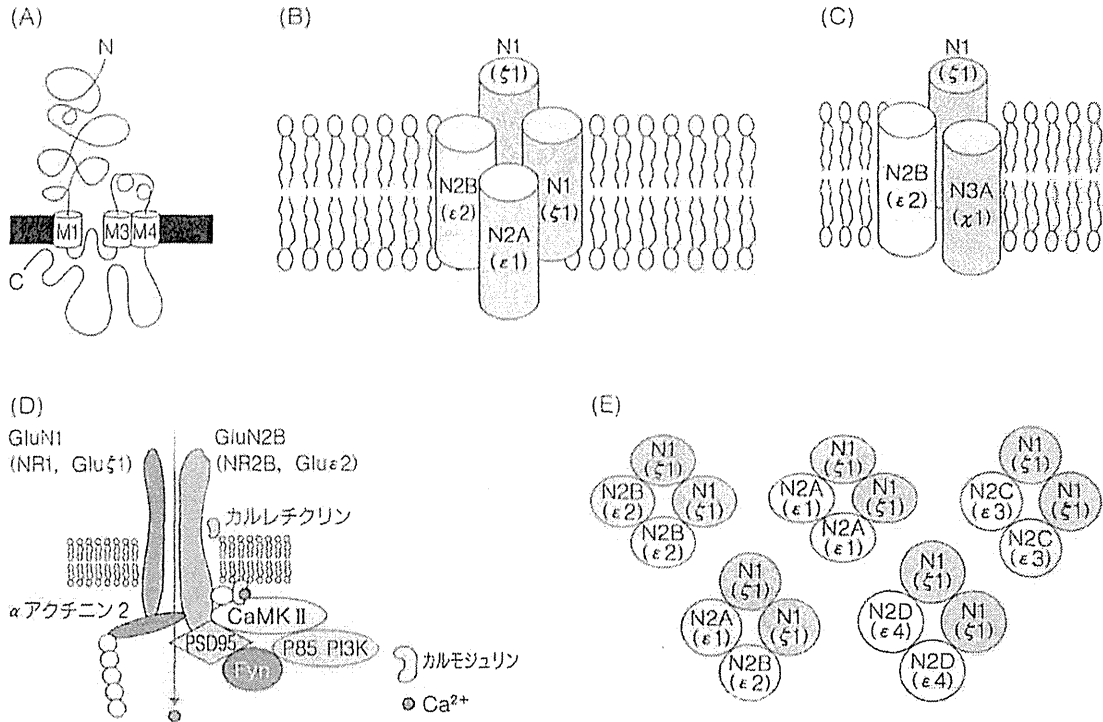 (A)
N
M1
M3
M4
C
(B)
N1
(ζ1)
N2B
(ε2)
N1
(ζ1)
N2A
(ε1)
(C)
N1
(ζ1)
N2B
(ε2)
N3A
(χ1)
(D)
GluN1
(NR1, Gluζ1)
GluN2B
(NR2B, Gluε2)
カルレチクリン
αアクチニン2
CaMKⅡ
PSD95
P85 PI3K
Fyn
カルモジュリン
Ca²⁺
(E)
N1
(ζ1)
N2B
(ε2)
N1
(ζ1)
N2B
(ε2)
N1
(ζ1)
N2A
(ε1)
N1
(ζ1)
N2A
(ε1)
N1
(ζ1)
N2C
(ε3)
N1
(ζ1)
N2C
(ε3)
N1
(ζ1)
N2A
(ε1)
N1
(ζ1)
N2B
(ε2)
N1
(ζ1)
N2D
(ε4)
N1
(ζ1)
N2D
(ε4)